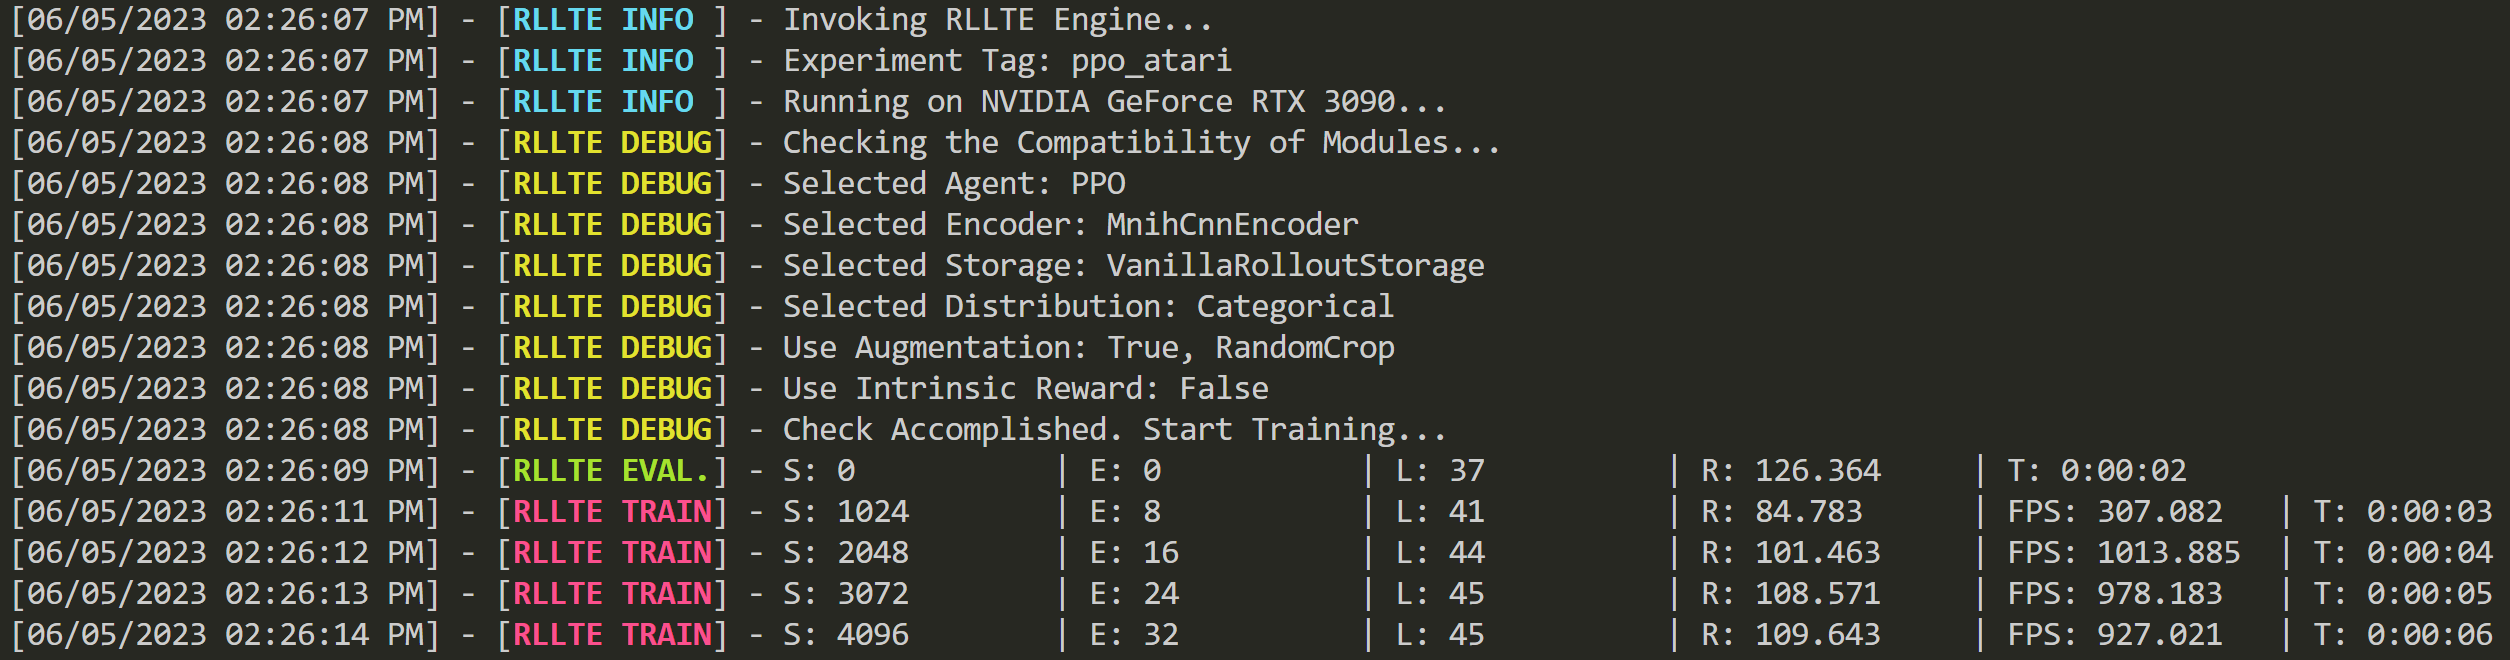 [06/05/2023 02:26:07 PM] - [RLLTE INFO ] - Invoking RLLTE Engine...
[06/05/2023 02:26:07 PM] - [RLLTE INFO ] - Experiment Tag: ppo_atari
[06/05/2023 02:26:07 PM] - [RLLTE INFO ] - Running on NVIDIA GeForce RTX 3090...
[06/05/2023 02:26:08 PM] - [RLLTE DEBUG] - Checking the Compatibility of Modules...
[06/05/2023 02:26:08 PM] - [RLLTE DEBUG] - Selected Agent: PPO
[06/05/2023 02:26:08 PM] - [RLLTE DEBUG] - Selected Encoder: MnihCnnEncoder
[06/05/2023 02:26:08 PM] - [RLLTE DEBUG] - Selected Storage: VanillaRolloutStorage
[06/05/2023 02:26:08 PM] - [RLLTE DEBUG] - Selected Distribution: Categorical
[06/05/2023 02:26:08 PM] - [RLLTE DEBUG] - Use Augmentation: True, RandomCrop
[06/05/2023 02:26:08 PM] - [RLLTE DEBUG] - Use Intrinsic Reward: False
[06/05/2023 02:26:08 PM] - [RLLTE DEBUG] - Check Accomplished. Start Training...
[06/05/2023 02:26:09 PM] - [RLLTE EVAL.] - S: 0 | E: 0 | L: 37 | R: 126.364 | T: 0:00:02
[06/05/2023 02:26:11 PM] - [RLLTE TRAIN] - S: 1024 | E: 8 | L: 41 | R: 84.783 | FPS: 307.082 | T: 0:00:03
[06/05/2023 02:26:12 PM] - [RLLTE TRAIN] - S: 2048 | E: 16 | L: 44 | R: 101.463 | FPS: 1013.885 | T: 0:00:04
[06/05/2023 02:26:13 PM] - [RLLTE TRAIN] - S: 3072 | E: 24 | L: 45 | R: 108.571 | FPS: 978.183 | T: 0:00:05
[06/05/2023 02:26:14 PM] - [RLLTE TRAIN] - S: 4096 | E: 32 | L: 45 | R: 109.643 | FPS: 927.021 | T: 0:00:06